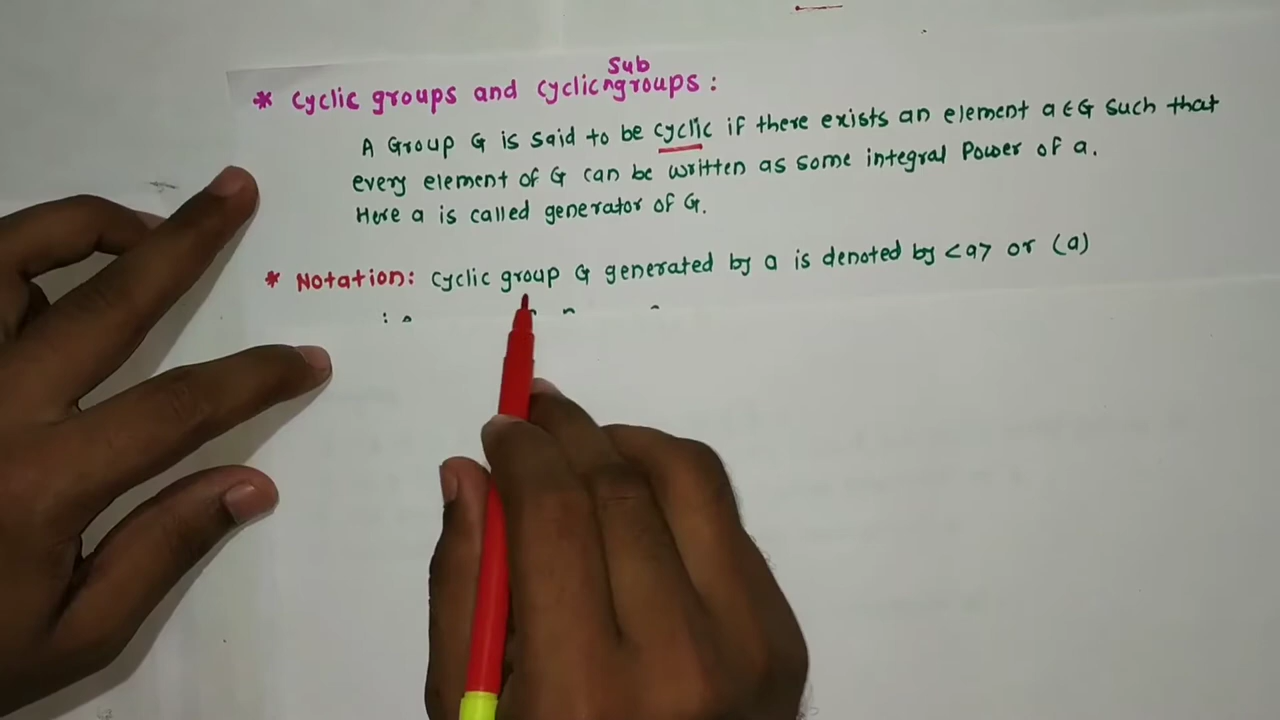 * Cyclic groups and cyclic^groups :
Sub
A Group G is said to be cyclic if there exists an element a∈G such that
every element of G can be written as some integral Power of a.
Here a is called generator of G.
* Notation: Cyclic group G generated by a is denoted by <a> or (a)